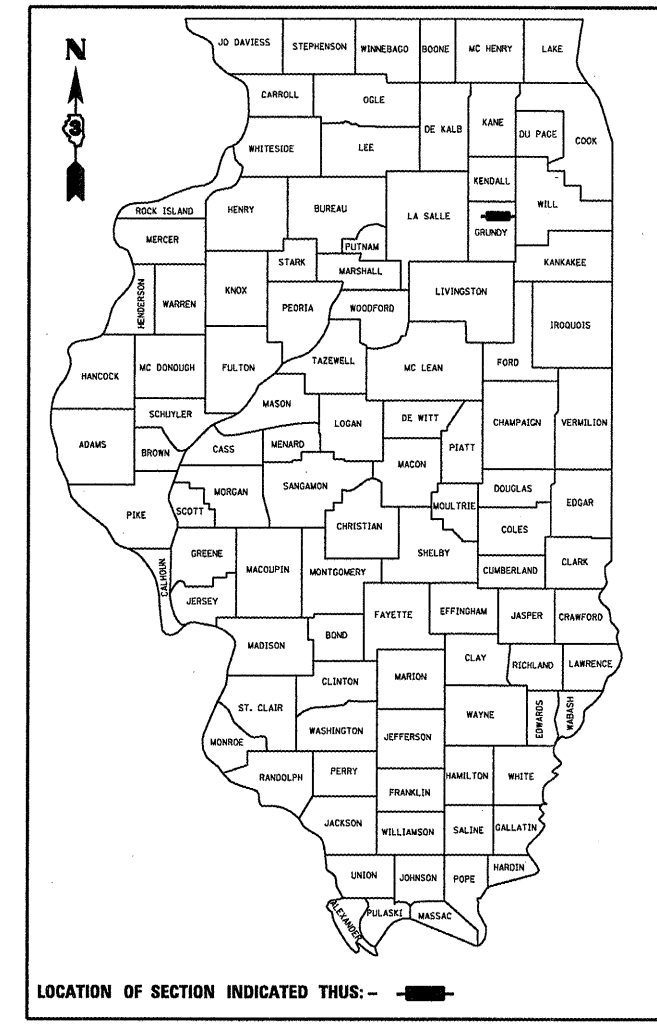 JO DAVIESS
STEPHENSON
WINNEBAGO
BOONE
MC HENRY
LAKE
N
3
CARROLL
OGLE
DE KALB
KANE
DU PAGE
COOK
WHITESIDE
LEE
KENDALL
WILL
ROCK ISLAND
HENRY
BUREAU
LA SALLE
GRUNDY
MERCER
PUTNAM
STARK
MARSHALL
KANKAKEE
HENDERSON
WARREN
KNOX
PEORIA
WOODFORD
LIVINGSTON
IROQUOIS
HANCOCK
MC DONOUGH
FULTON
TAZEWELL
MC LEAN
FORD
SCHUYLER
MASON
LOGAN
DE WITT
CHAMPAIGN
VERMILION
ADAMS
BROWN
CASS
MENARD
PIATT
MACON
SANGAMON
MORGAN
SCOTT
PIKE
CHRISTIAN
MOULTRIE
DOUGLAS
EDGAR
COLES
CALHOUN
GREENE
MACOUPIN
MONTGOMERY
SHELBY
CUMBERLAND
CLARK
JERSEY
FAYETTE
EFFINGHAM
JASPER
CRAWFORD
MADISON
BOND
CLAY
RICHLAND
LAWRENCE
CLINTON
MARION
ST. CLAIR
WAYNE
EDWARDS
WABASH
WASHINGTON
JEFFERSON
MONROE
RANDOLPH
PERRY
HAMILTON
WHITE
FRANKLIN
JACKSON
WILLIAMSON
SALINE
GALLATIN
UNION
JOHNSON
POPE
HARDIN
ALEXANDER
PULASKI
MASSAC
LOCATION OF SECTION INDICATED THUS:-